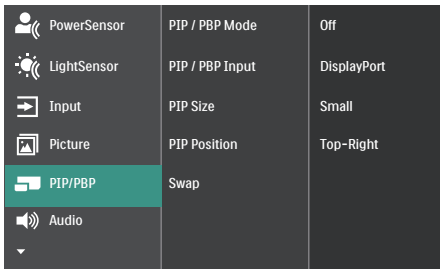 PowerSensor PIP / PBP Mode Off
LightSensor PIP / PBP Input DisplayPort
Input PIP Size Small
Picture PIP Position Top-Right
PIP/PBP Swap
Audio